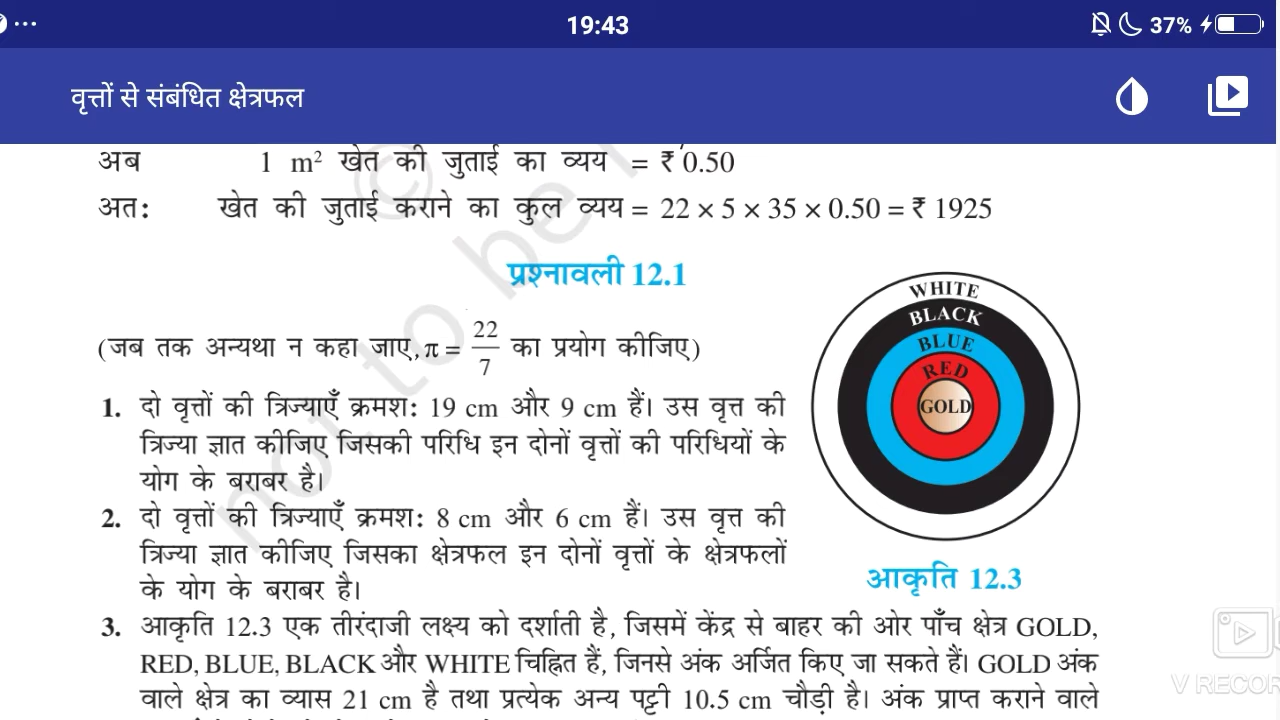 19:43
37%
वृत्तों से संबंधित क्षेत्रफल
अब 1 m² खेत की जुताई का व्यय = ₹ 0.50
अतः खेत की जुताई कराने का कुल व्यय = 22 × 5 × 35 × 0.50 = ₹ 1925
प्रश्नावली 12.1
(जब तक अन्यथा न कहा जाए, π = 22/7 का प्रयोग कीजिए)
1. दो वृत्तों की त्रिज्याएँ क्रमशः 19 cm और 9 cm हैं। उस वृत्त की
त्रिज्या ज्ञात कीजिए जिसकी परिधि इन दोनों वृत्तों की परिधियों के
योग के बराबर है।
2. दो वृत्तों की त्रिज्याएँ क्रमशः 8 cm और 6 cm हैं। उस वृत्त की
त्रिज्या ज्ञात कीजिए जिसका क्षेत्रफल इन दोनों वृत्तों के क्षेत्रफलों
के योग के बराबर है।
WHITE
BLACK
BLUE
RED
GOLD
आकृति 12.3
3. आकृति 12.3 एक तीरंदाजी लक्ष्य को दर्शाती है, जिसमें केंद्र से बाहर की ओर पाँच क्षेत्र GOLD,
RED, BLUE, BLACK और WHITE चिह्नित हैं, जिनसे अंक अर्जित किए जा सकते हैं। GOLD अंक
वाले क्षेत्र का व्यास 21 cm है तथा प्रत्येक अन्य पट्टी 10.5 cm चौड़ी है। अंक प्राप्त कराने वाले
© not to be
V RECOR